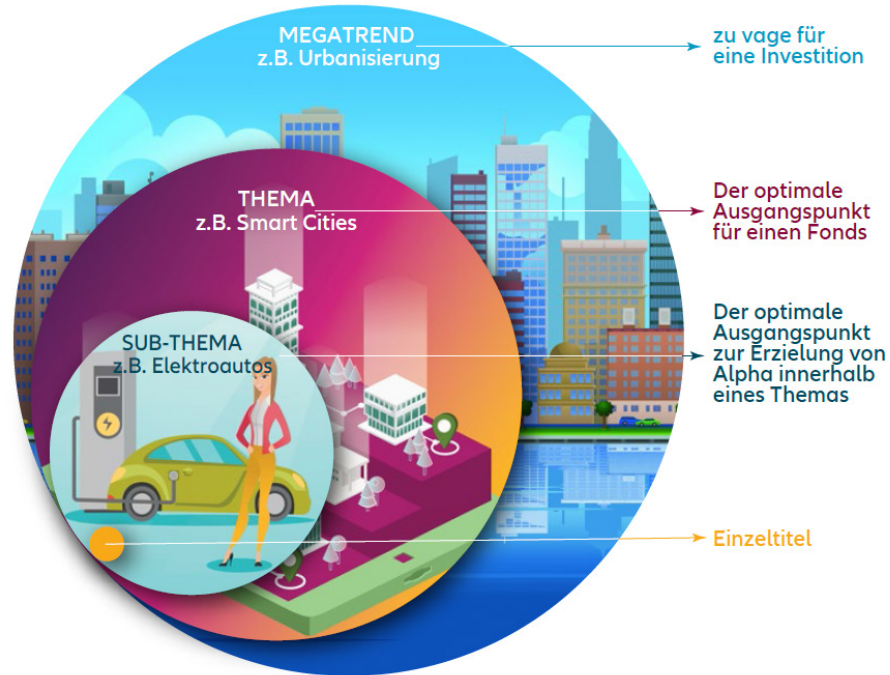 MEGATREND
z.B. Urbanisierung
zu vage für
eine Investition
THEMA
z.B. Smart Cities
Der optimale
Ausgangspunkt
für einen Fonds
SUB-THEMA
z.B. Elektroautos
Der optimale
Ausgangspunkt
zur Erzielung von
Alpha innerhalb
eines Themas
Einzeltitel